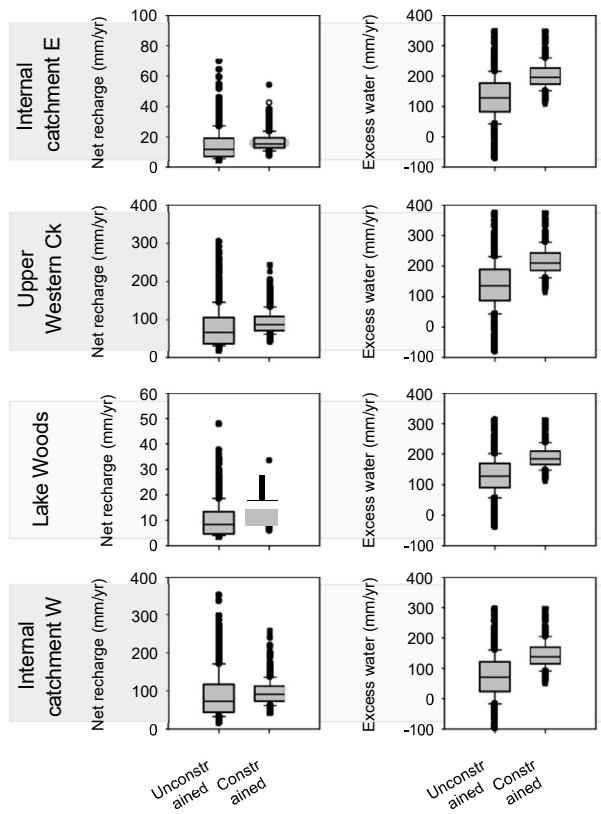 Internal
catchment E
Net recharge (mm/yr)
100
80
60
40
20
0
Excess water (mm/yr)
400
300
200
100
0
-100
Upper
Western Ck
Net recharge (mm/yr)
400
300
200
100
0
Excess water (mm/yr)
400
300
200
100
0
-100
Lake Woods
Net recharge (mm/yr)
60
50
40
30
20
10
0
Excess water (mm/yr)
400
300
200
100
0
-100
Internal
catchment W
Net recharge (mm/yr)
400
300
200
100
0
Excess water (mm/yr)
400
300
200
100
0
-100
Unconstr
ained
Constr
ained
Unconstr
ained
Constr
ained